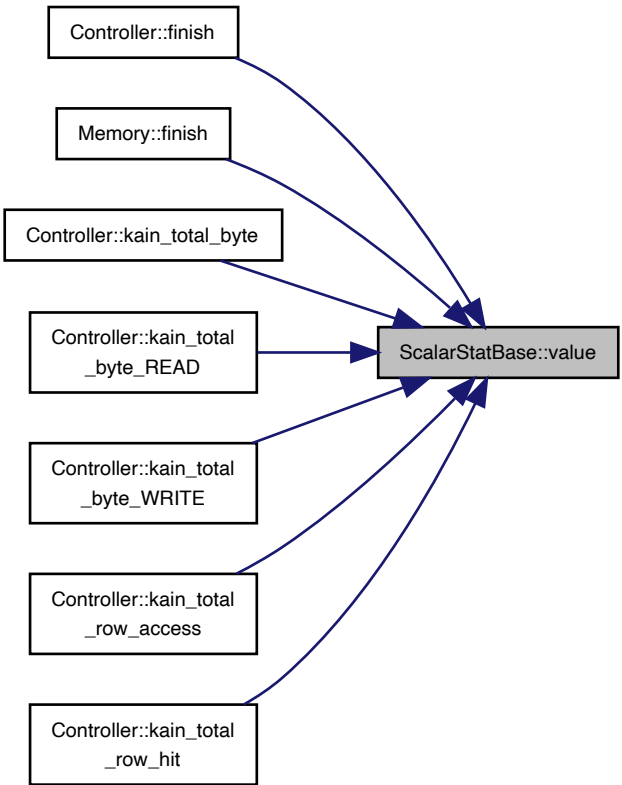 Controller::finish
Memory::finish
Controller::kain_total_byte
Controller::kain_total
_byte_READ
ScalarStatBase::value
Controller::kain_total
_byte_WRITE
Controller::kain_total
_row_access
Controller::kain_total
_row_hit